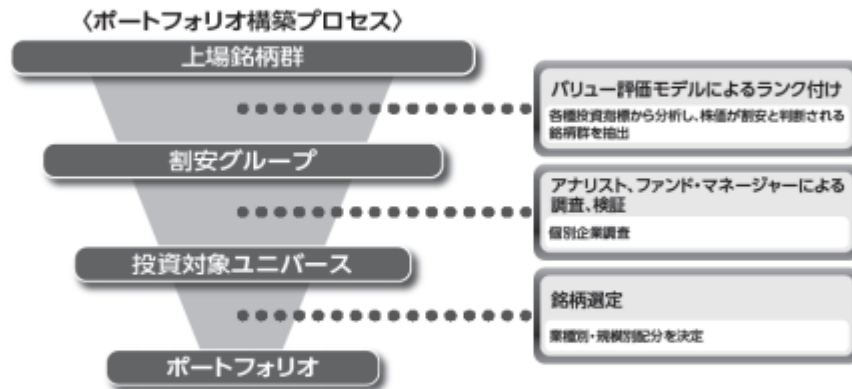 〈ポートフォリオ構築プロセス〉
上場銘柄群
バリュー評価モデルによるランク付け
各種投資指標から分析し、株価が割安と判断される
銘柄群を抽出
割安グループ
アナリスト、ファンド・マネージャーによる
調査、検証
個別企業調査
投資対象ユニバース
銘柄選定
業種別・規模別配分を決定
ポートフォリオ